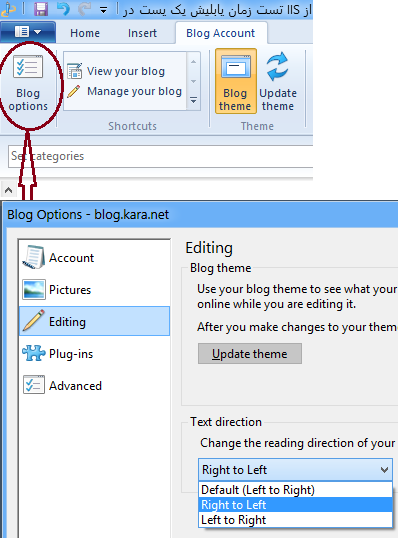 از IIS تست زمان پابلیش یک پست در
Home Insert Blog Account
Blog options
View your blog
Manage your blog
Shortcuts
Blog theme
Update theme
Theme
Set categories
Blog Options - blog.kara.net
Account
Pictures
Editing
Plug-ins
Advanced
Editing
Blog theme
Use your blog theme to see what your
online while you are editing it.
After you make changes to your them
Update theme
Text direction
Change the reading direction of your
Right to Left
Default (Left to Right)
Right to Left
Left to Right